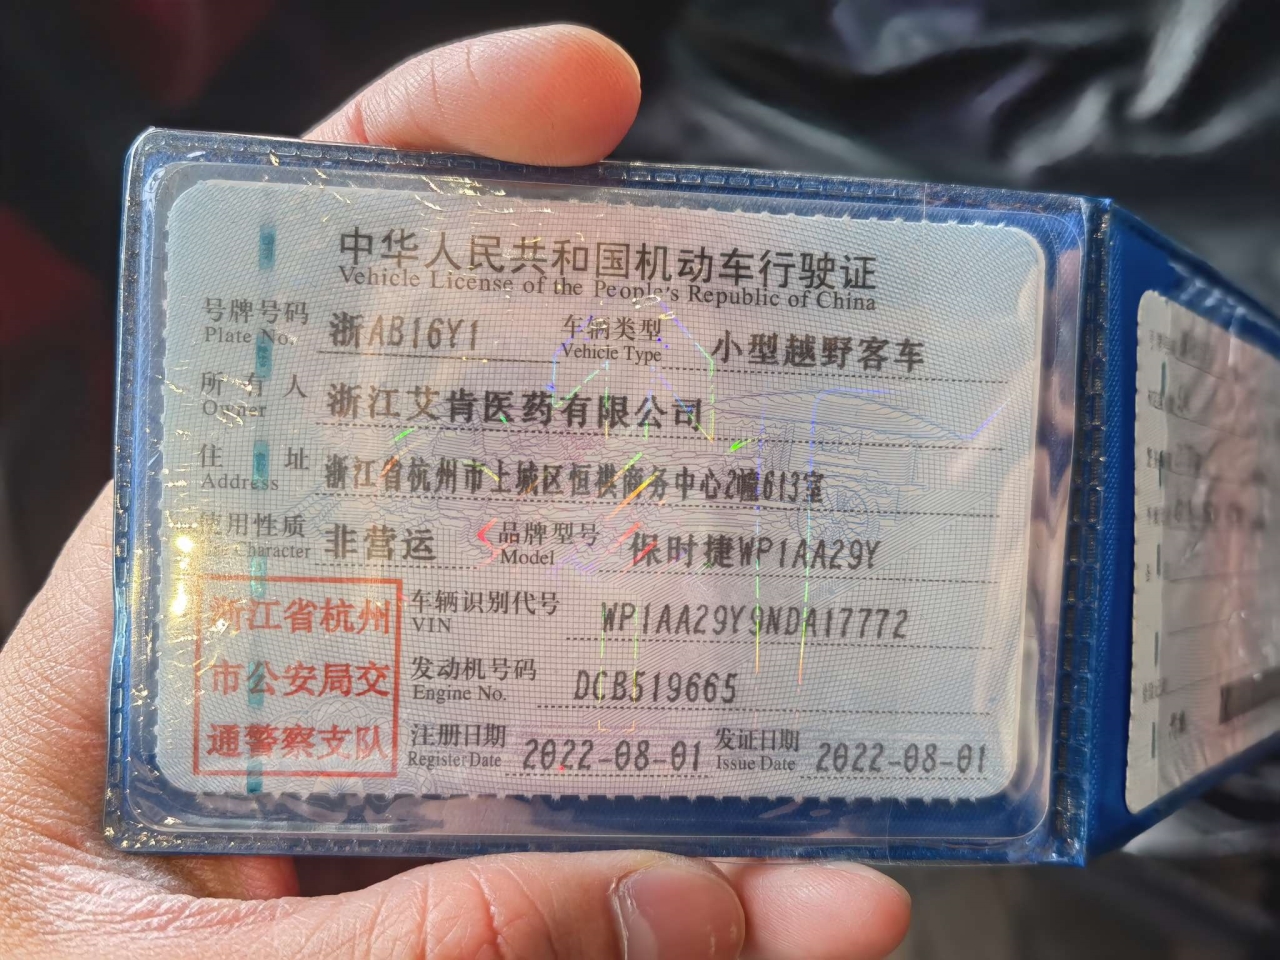 中华人民共和国机动车行驶证
Vehicle License of the People's Republic of China
号牌号码 浙AB16Y1 车辆类型 小型越野客车
Plate No. Vehicle Type
所有人 浙江艾肯医药有限公司
Owner
住址 浙江省杭州市上城区恒祺商务中心2幢613室
Address
使用性质 非营运 品牌型号 保时捷WP1AA29Y
Use Character Model
浙江省杭州
市公安局交
通警察支队
车辆识别代号 WP1AA29Y9NDA17772
VIN
发动机号码 DCB519665
Engine No.
注册日期 2022-08-01 发证日期 2022-08-01
Register Date Issue Date